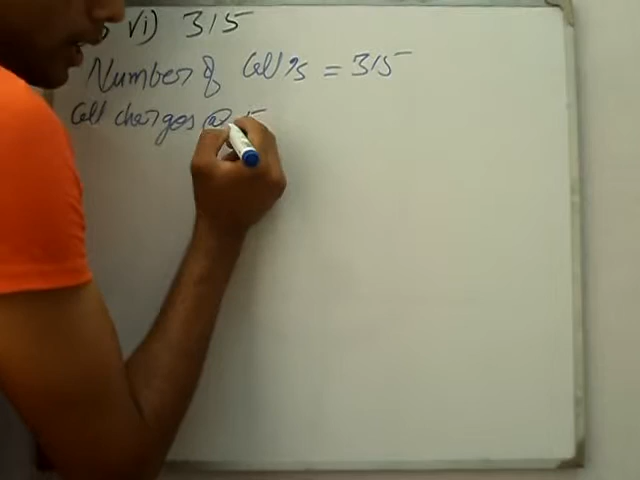 vi) 315
Number of Calls = 315
Call charges @